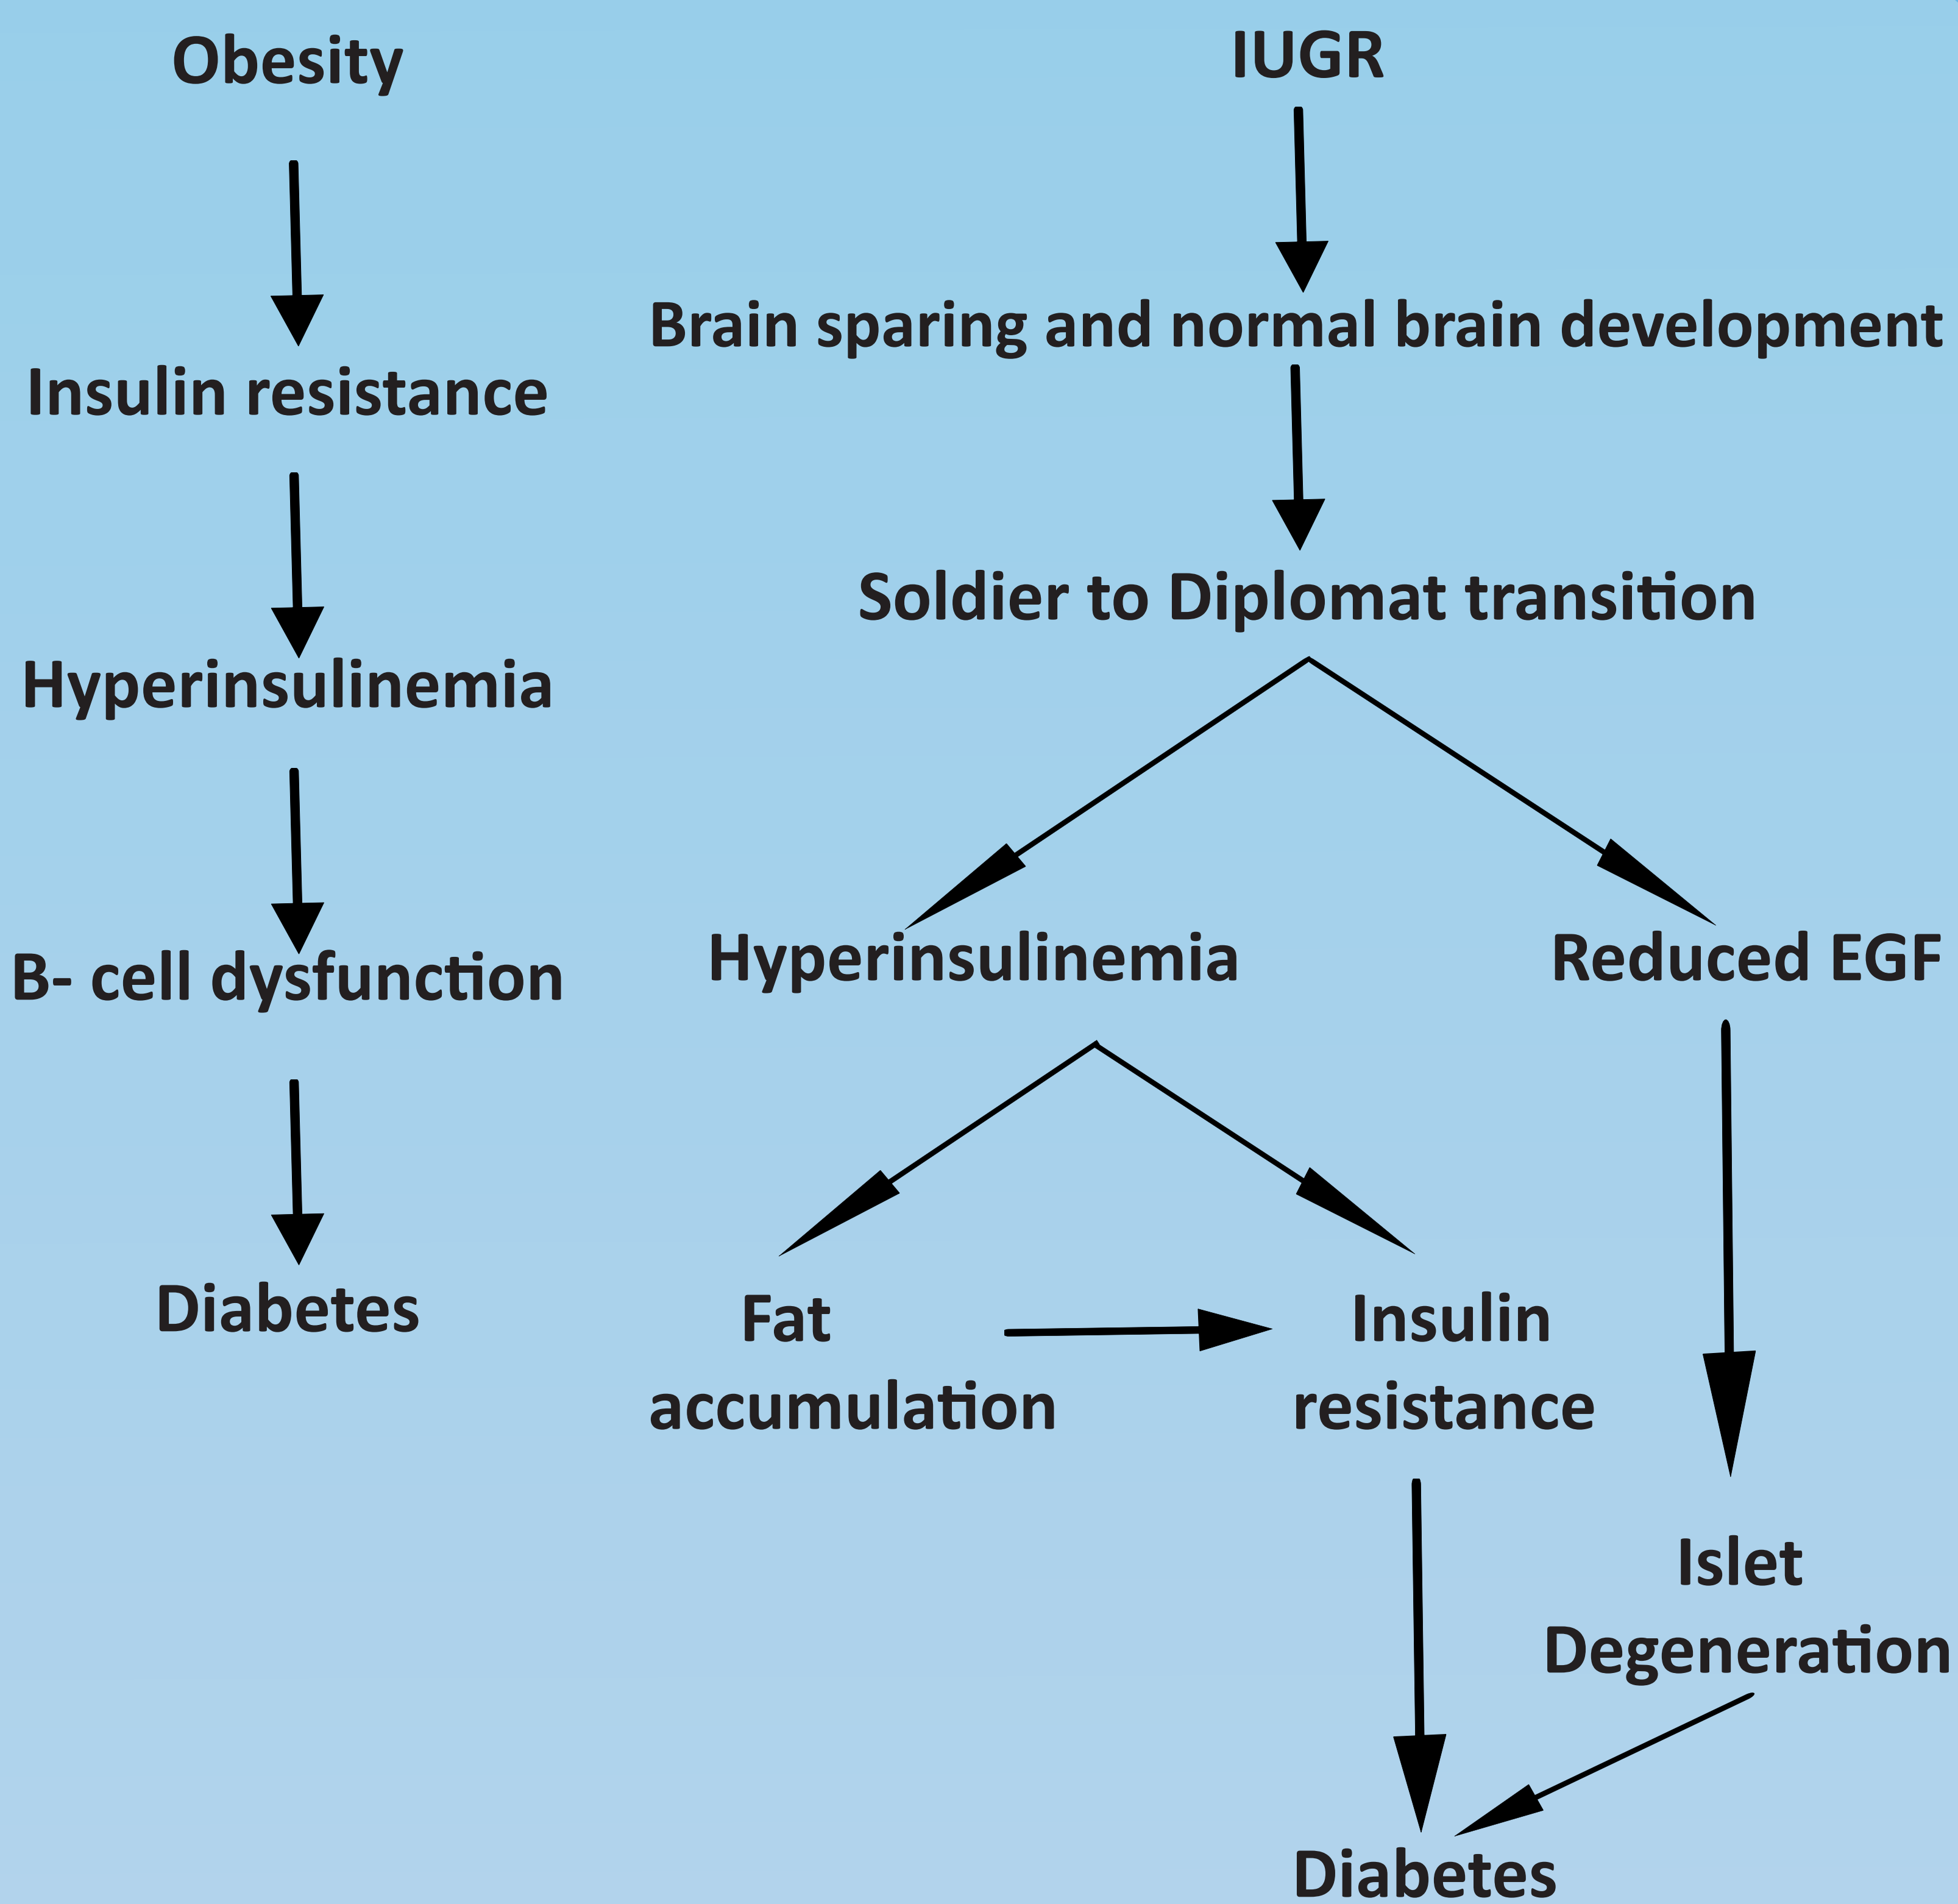 Obesity
Insulin resistance
Hyperinsulinemia
B- cell dysfunction
Diabetes
IUGR
Brain sparing and normal brain development
Soldier to Diplomat transition
Hyperinsulinemia
Reduced EGF
Fat
accumulation
Insulin
resistance
Islet
Degeneration
Diabetes